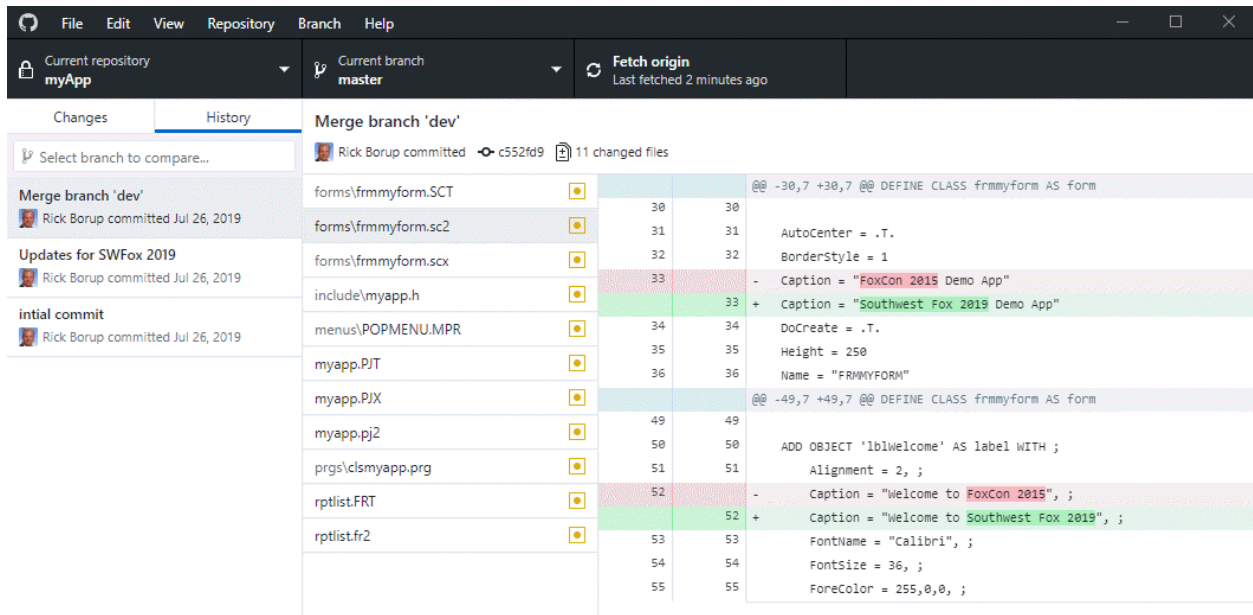 File Edit View Repository Branch Help
Current repository
myApp
Current branch
master
Fetch origin
Last fetched 2 minutes ago
Changes History
Select branch to compare...
Merge branch 'dev'
Rick Borup committed Jul 26, 2019
Updates for SWFox 2019
Rick Borup committed Jul 26, 2019
intial commit
Rick Borup committed Jul 26, 2019
Merge branch 'dev'
Rick Borup committed c552fd9 11 changed files
forms\frmmyform.SCT
forms\frmmyform.sc2
forms\frmmyform.scx
include\myapp.h
menus\POPMENU.MPR
myapp.PJT
myapp.PJX
myapp.pj2
prgs\clsmyapp.prg
rptlist.FRT
rptlist.fr2
@@ -30,7 +30,7 @@ DEFINE CLASS frmmyform AS form
30 30
31 31 AutoCenter = .T.
32 32 BorderStyle = 1
33 - Caption = "FoxCon 2015 Demo App"
33 + Caption = "Southwest Fox 2019 Demo App"
34 34 DoCreate = .T.
35 35 Height = 250
36 36 Name = "FRMMYFORM"
@@ -49,7 +49,7 @@ DEFINE CLASS frmmyform AS form
49 49
50 50 ADD OBJECT 'lblWelcome' AS label WITH ;
51 51 Alignment = 2, ;
52 - Caption = "Welcome to FoxCon 2015", ;
52 + Caption = "Welcome to Southwest Fox 2019", ;
53 53 FontName = "Calibri", ;
54 54 FontSize = 36, ;
55 55 ForeColor = 255,0,0, ;